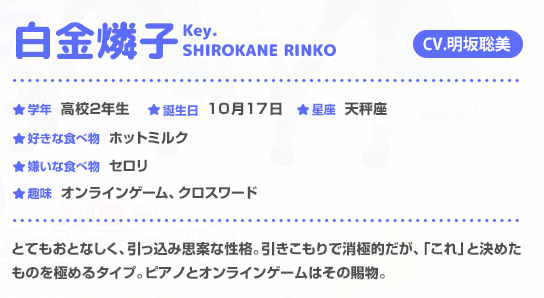 白金燐子 Key. SHIROKANE RINKO CV.明坂聡美
学年 高校2年生 誕生日 10月17日 星座 天秤座
好きな食べ物 ホットミルク
嫌いな食べ物 セロリ
趣味 オンラインゲーム、クロスワード
とてもおとなしく、引っ込み思案な性格。引きこもりで消極的だが、「これ」と決めた
ものを極めるタイプ。ピアノとオンラインゲームはその賜物。